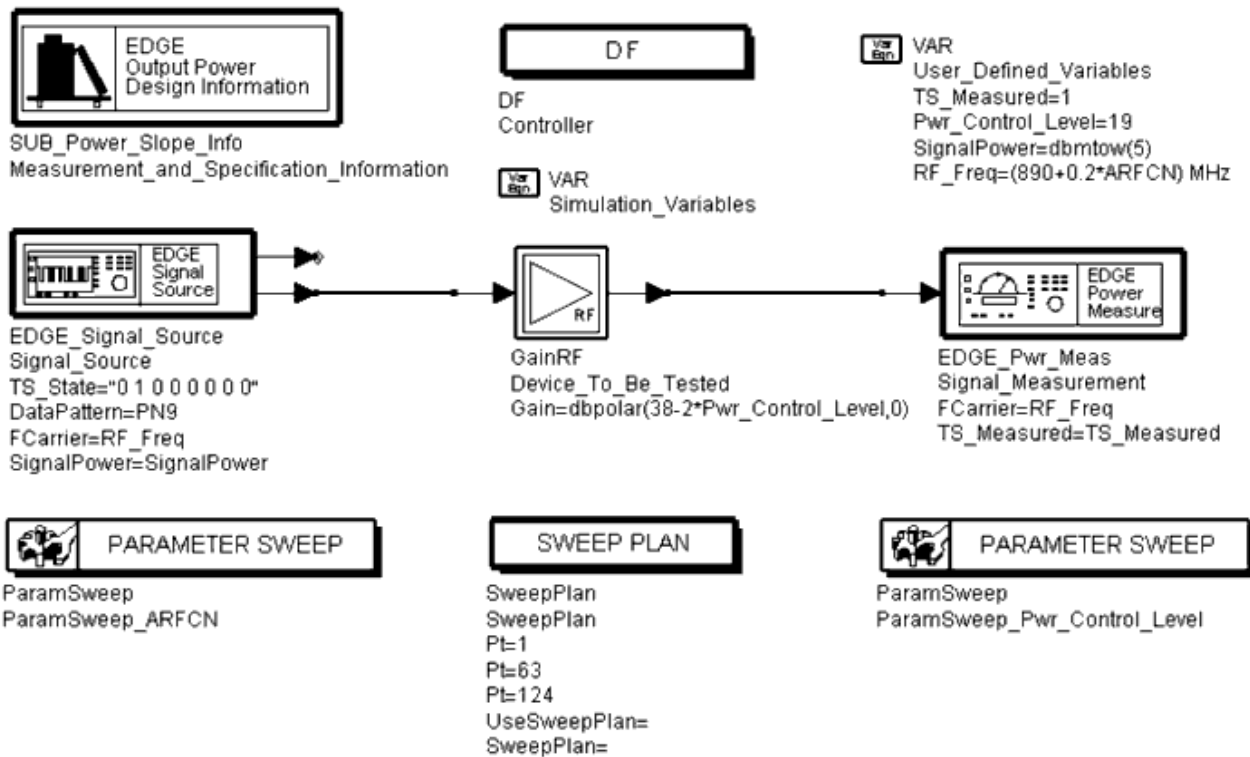 EDGE
Output Power
Design Information
SUB_Power_Slope_Info
Measurement_and_Specification_Information
DF
DF
Controller
Var
Eqn
VAR
Simulation_Variables
Var
Eqn
VAR
User_Defined_Variables
TS_Measured=1
Pwr_Control_Level=19
SignalPower=dbmtow(5)
RF_Freq=(890+0.2*ARFCN) MHz
EDGE
Signal
Source
EDGE_Signal_Source
Signal_Source
TS_State="0 1 0 0 0 0 0 0"
DataPattern=PN9
FCarrier=RF_Freq
SignalPower=SignalPower
RF
GainRF
Device_To_Be_Tested
Gain=dbpolar(38-2*Pwr_Control_Level,0)
EDGE
Power
Measure
EDGE_Pwr_Meas
Signal_Measurement
FCarrier=RF_Freq
TS_Measured=TS_Measured
PARAMETER SWEEP
ParamSweep
ParamSweep_ARFCN
SWEEP PLAN
SweepPlan
SweepPlan
Pt=1
Pt=63
Pt=124
UseSweepPlan=
SweepPlan=
PARAMETER SWEEP
ParamSweep
ParamSweep_Pwr_Control_Level